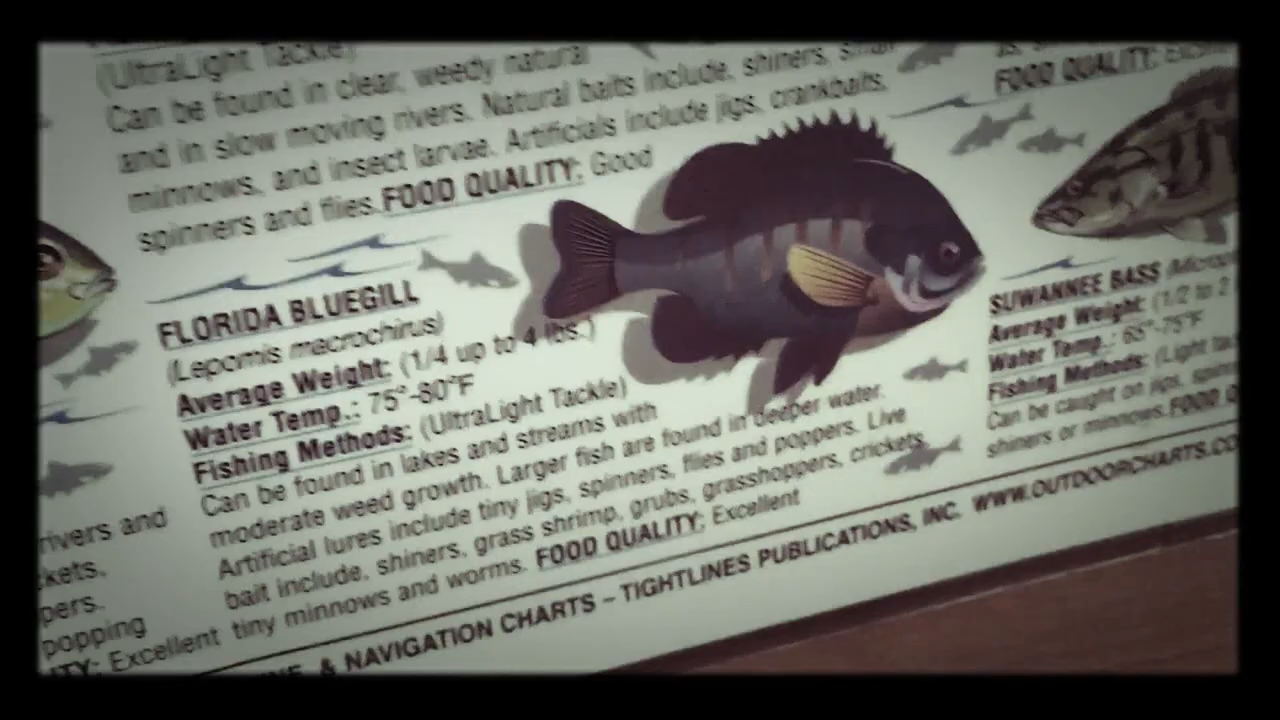 (UltraLight Tackle)
Can be found in clear, weedy natural
and in slow moving rivers. Natural baits include, shiners, small
minnows, and insect larvae. Artificials include jigs, crankbaits,
spinners and flies. FOOD QUALITY: Good
FLORIDA BLUEGILL
(Lepomis macrochirus)
Average Weight: (1/4 up to 4 lbs.)
Water Temp.: 75°-80°F
Fishing Methods: (UltraLight Tackle)
Can be found in lakes and streams with
moderate weed growth. Larger fish are found in deeper water.
Artificial lures include tiny jigs, spinners, flies and poppers. Live
bait include, shiners, grass shrimp, grubs, grasshoppers, crickets,
tiny minnows and worms. FOOD QUALITY: Excellent
rivers and
popping
Excellent
FOOD QUALITY:
SUWANNEE BASS
Average Weight: (1/2 to 2
Water Temp.: 65°-75°F
Fishing Methods: (Light
Can be caught on jigs,
shiners or minnows. FOOD
& NAVIGATION CHARTS – TIGHTLINES PUBLICATIONS, INC. WWW.OUTDOORCHARTS.CO